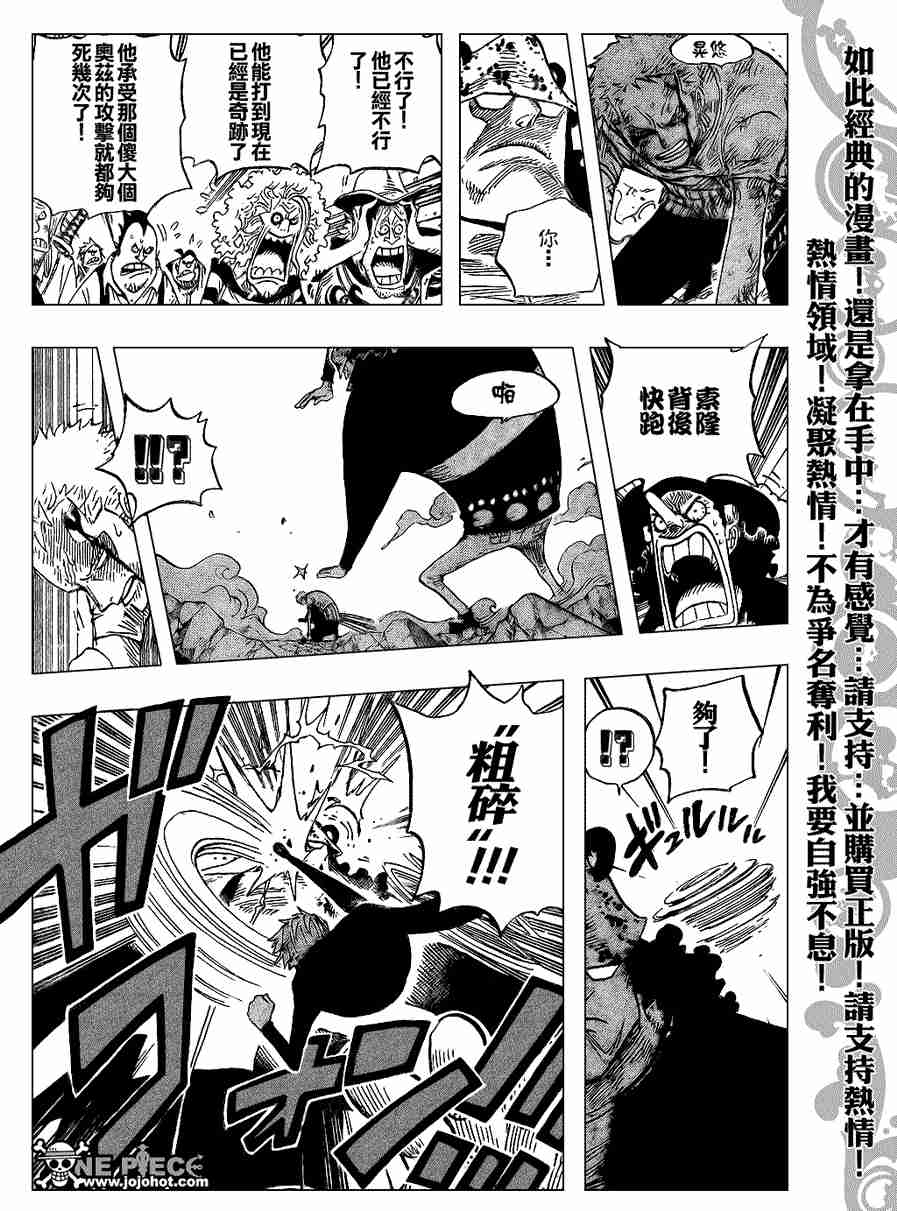 如此經典的漫畫！還是拿在手中…才有感覺…請支持…並購買正版！請支持熱情！
熱情領域！凝聚熱情！不為爭名奪利！我要自強不息！
晃悠
你…
不行了！
他已經不行
了！
他能打到現在
已經是奇跡了
他承受那個傻大個
奧茲的攻擊就都夠
死幾次了！
索隆
背後
快跑
啪
!!?
夠了！
!?
ギュルルル
“粗碎”!!!
ガガォォン!!
ONE PIECE
www.jojohot.com